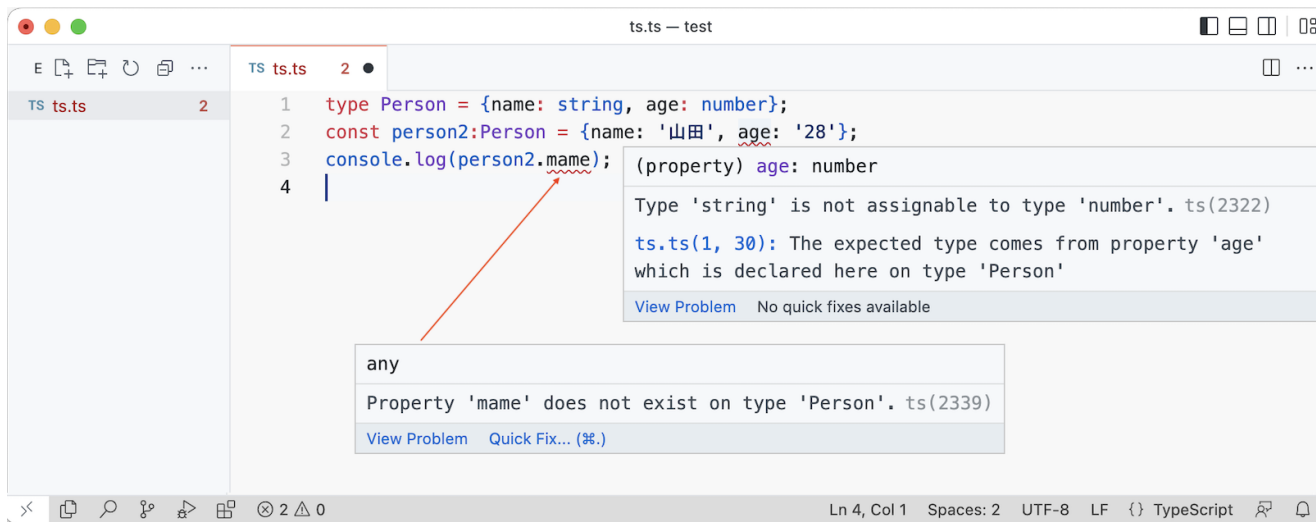 ts.ts — test
E
TS ts.ts 2
TS ts.ts 2
1 type Person = {name: string, age: number};
2 const person2:Person = {name: '山田', age: '28'};
3 console.log(person2.mame);
4
(property) age: number
Type 'string' is not assignable to type 'number'. ts(2322)
ts.ts(1, 30): The expected type comes from property 'age'
which is declared here on type 'Person'
View Problem No quick fixes available
any
Property 'mame' does not exist on type 'Person'. ts(2339)
View Problem Quick Fix... (⌘.)
2 0 Ln 4, Col 1 Spaces: 2 UTF-8 LF {} TypeScript